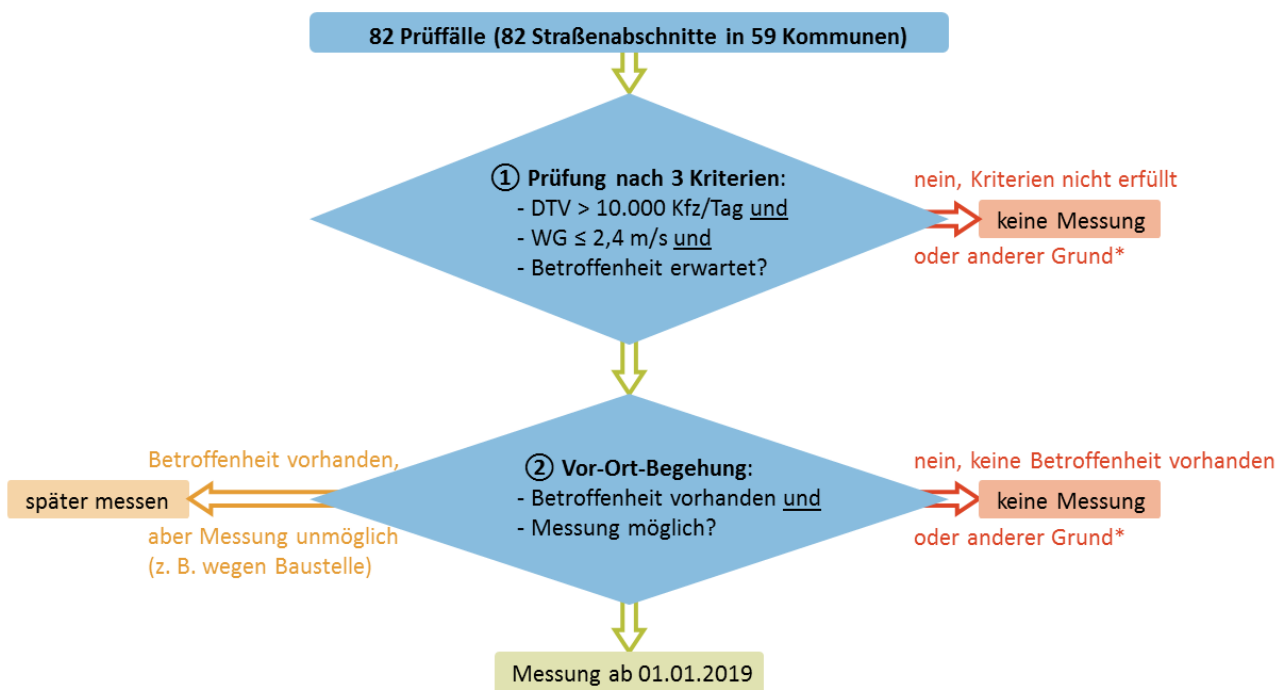 82 Prüffälle (82 Straßenabschnitte in 59 Kommunen)
① Prüfung nach 3 Kriterien:
- DTV > 10.000 Kfz/Tag und
- WG ≤ 2,4 m/s und
- Betroffenheit erwartet?
nein, Kriterien nicht erfüllt
keine Messung
oder anderer Grund*
Betroffenheit vorhanden,
später messen
aber Messung unmöglich
(z. B. wegen Baustelle)
② Vor-Ort-Begehung:
- Betroffenheit vorhanden und
- Messung möglich?
nein, keine Betroffenheit vorhanden
keine Messung
oder anderer Grund*
Messung ab 01.01.2019